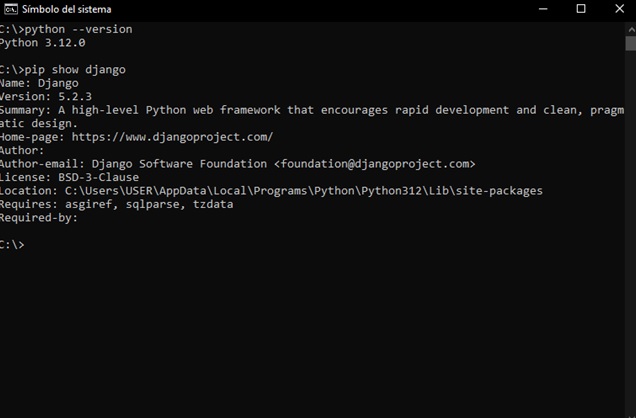 Símbolo del sistema
C:\>python --version
Python 3.12.0
C:\>pip show django
Name: Django
Version: 5.2.3
Summary: A high-level Python web framework that encourages rapid development and clean, pragm
atic design.
Home-page: https://www.djangoproject.com/
Author:
Author-email: Django Software Foundation <foundation@djangoproject.com>
License: BSD-3-Clause
Location: C:\Users\USER\AppData\Local\Programs\Python\Python312\Lib\site-packages
Requires: asgiref, sqlparse, tzdata
Required-by:
C:\>